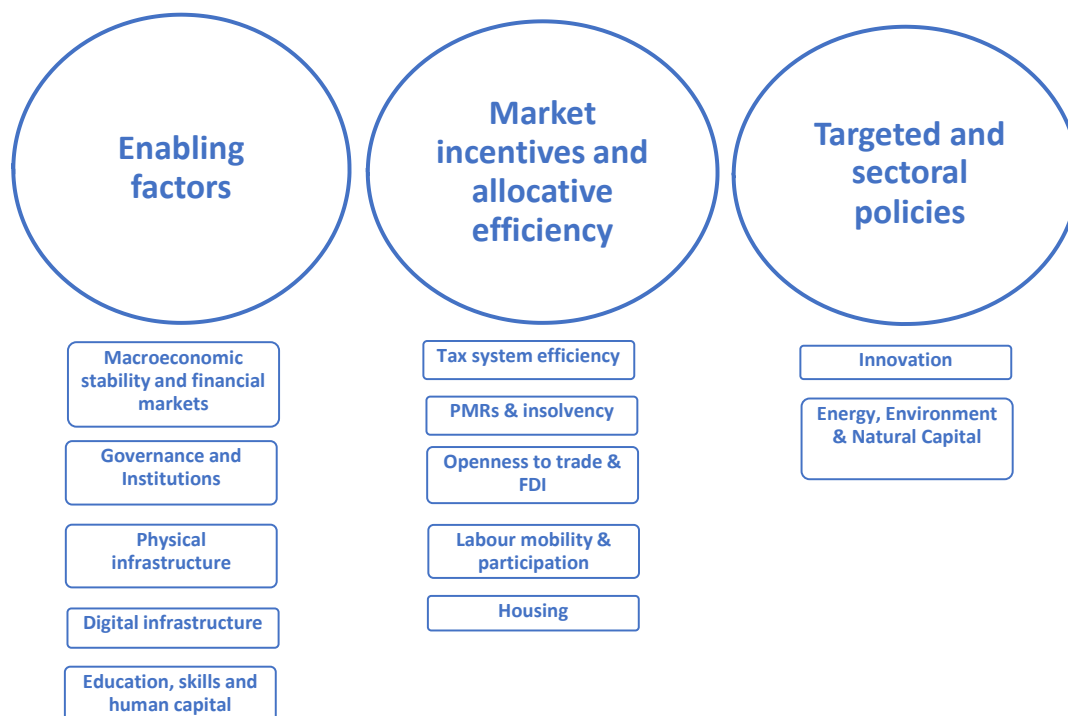 Enabling
factors
Macroeconomic
stability and financial
markets
Governance and
Institutions
Physical
infrastructure
Digital infrastructure
Education, skills and
human capital
Market
incentives and
allocative
efficiency
Tax system efficiency
PMRs & insolvency
Openness to trade &
FDI
Labour mobility &
participation
Housing
Targeted and
sectoral
policies
Innovation
Energy, Environment
& Natural Capital